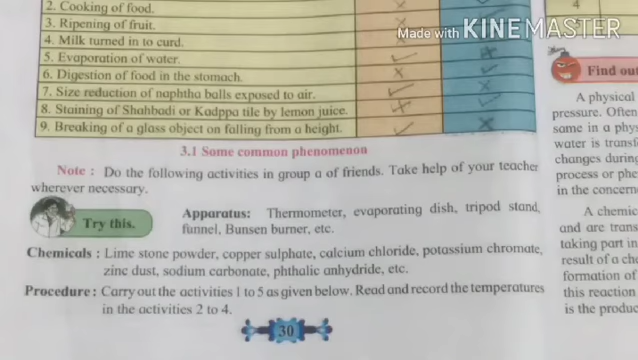 2. Cooking of food.
3. Ripening of fruit.
4. Milk turned in to curd.
5. Evaporation of water.
6. Digestion of food in the stomach.
7. Size reduction of naphtha balls exposed to air.
8. Staining of Shahbadi or Kadppa tile by lemon juice.
9. Breaking of a glass object on falling from a height.
3.1 Some common phenomenon
Note : Do the following activities in group a of friends. Take help of your teacher
wherever necessary.
Try this.
Apparatus: Thermometer, evaporating dish, tripod stand,
funnel, Bunsen burner, etc.
Chemicals : Lime stone powder, copper sulphate, calcium chloride, potassium chromate,
zinc dust, sodium carbonate, phthalic anhydride, etc.
Procedure : Carry out the activities 1 to 5 as given below. Read and record the temperatures
in the activities 2 to 4.
30
Made with KINEMASTER
4
Find out
A physical
pressure. Often
same in a phys
water is transf
changes during
process or phe
in the concern
A chemic
and are trans
taking part in
result of a che
formation of
this reaction
is the produc